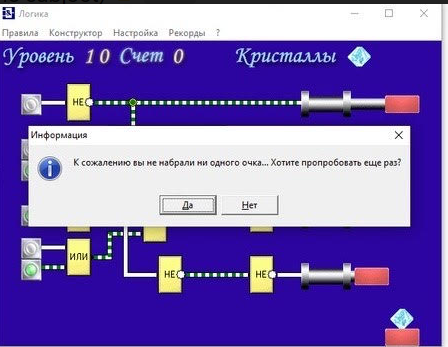 Логика
Правила Конструктор Настройка Рекорды ?
Уровень 10 Счет 0 Кристаллы
НЕ
Информация
К сожалению вы не набрали ни одного очка... Хотите пропробовать еще раз?
Да Нет
ИЛИ
НЕ НЕ